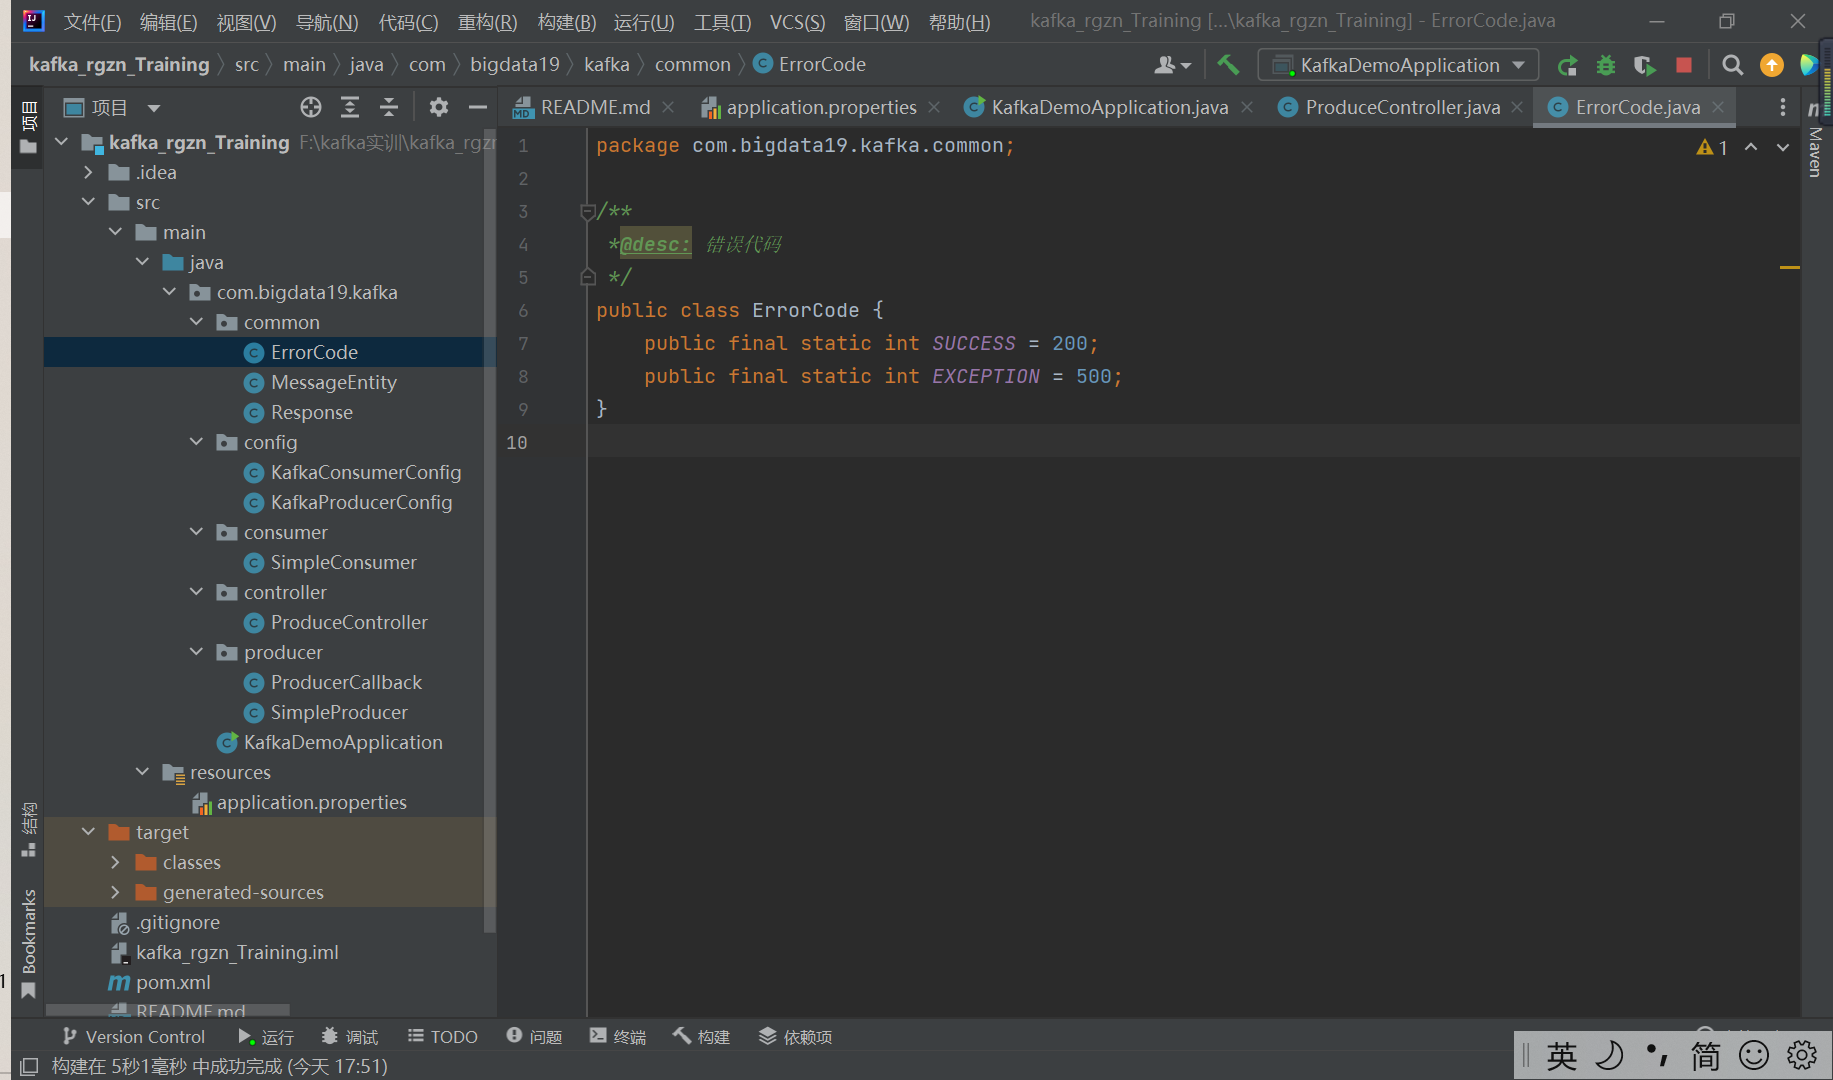 文件(F) 编辑(E) 视图(V) 导航(N) 代码(C) 重构(R) 构建(B) 运行(U) 工具(T) VCS(S) 窗口(W) 帮助(H) kafka_rgzn_Training [...\kafka_rgzn_Training] - ErrorCode.java
kafka_rgzn_Training src main java com bigdata19 kafka common ErrorCode KafkaDemoApplication
项目 README.md application.properties KafkaDemoApplication.java ProduceController.java ErrorCode.java
项目
kafka_rgzn_Training F:\kafka实训\kafka_rgzn
.idea
src
main
java
com.bigdata19.kafka
common
ErrorCode
MessageEntity
Response
config
KafkaConsumerConfig
KafkaProducerConfig
consumer
SimpleConsumer
controller
ProduceController
producer
ProducerCallback
SimpleProducer
KafkaDemoApplication
resources
application.properties
target
classes
generated-sources
.gitignore
kafka_rgzn_Training.iml
pom.xml
README.md
结构
Bookmarks
1 package com.bigdata19.kafka.common;
2
3 /**
4 *@desc: 错误代码
5 */
6 public class ErrorCode {
7 public final static int SUCCESS = 200;
8 public final static int EXCEPTION = 500;
9 }
10
1
Maven
Version Control 运行 调试 TODO 问题 终端 构建 依赖项
构建在 5秒1毫秒 中成功完成 (今天 17:51)
英 简